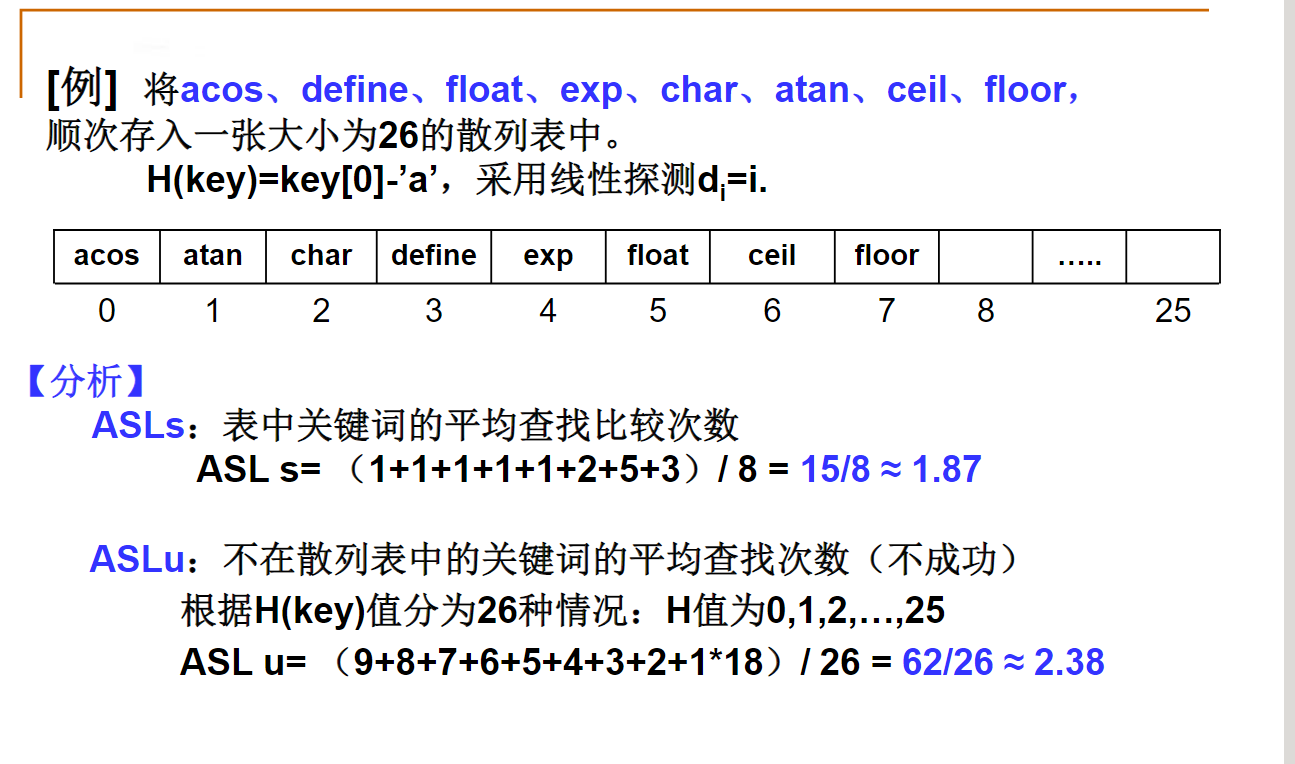 [例] 将acos、define、float、exp、char、atan、ceil、floor，
顺次存入一张大小为26的散列表中。
H(key)=key[0]-’a’，采用线性探测di=i.
acos atan char define exp float ceil floor …..
0 1 2 3 4 5 6 7 8 25
【分析】
ASLs：表中关键词的平均查找比较次数
ASL s= （1+1+1+1+1+2+5+3）/ 8 = 15/8 ≈ 1.87
ASLu：不在散列表中的关键词的平均查找次数（不成功）
根据H(key)值分为26种情况：H值为0,1,2,…,25
ASL u= （9+8+7+6+5+4+3+2+1*18）/ 26 = 62/26 ≈ 2.38